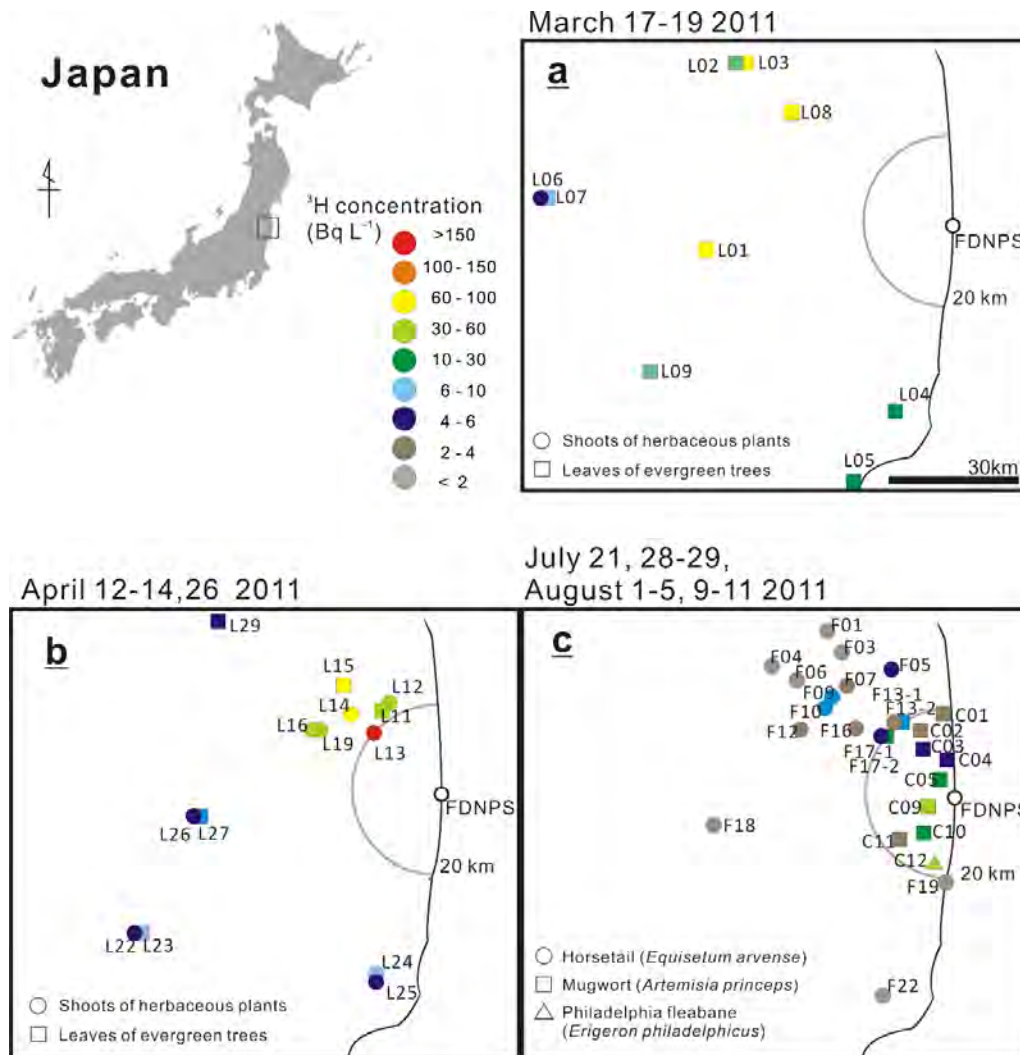 Japan
³H concentration
(Bq L⁻¹)
>150
100 - 150
60 - 100
30 - 60
10 - 30
6 - 10
4 - 6
2 - 4
< 2
March 17-19 2011
a
L02
L03
L08
L06
L07
L01
FDNPS
20 km
L09
L04
L05
30km
Shoots of herbaceous plants
Leaves of evergreen trees
April 12-14,26 2011
b
L29
L15
L12
L14
L11
L16
L19
L13
FDNPS
L26
L27
20 km
L22
L23
L24
L25
Shoots of herbaceous plants
Leaves of evergreen trees
July 21, 28-29,
August 1-5, 9-11 2011
c
F01
F03
F04
F06
F05
F07
F09
F13-1
F13-2
F10
C01
F12
F16
C02
F17-1
C03
F17-2
C04
C05
C09
FDNPS
F18
C10
C11
C12
20 km
F19
F22
Horsetail (Equisetum arvense)
Mugwort (Artemisia princeps)
Philadelphia fleabane
(Erigeron philadelphicus)